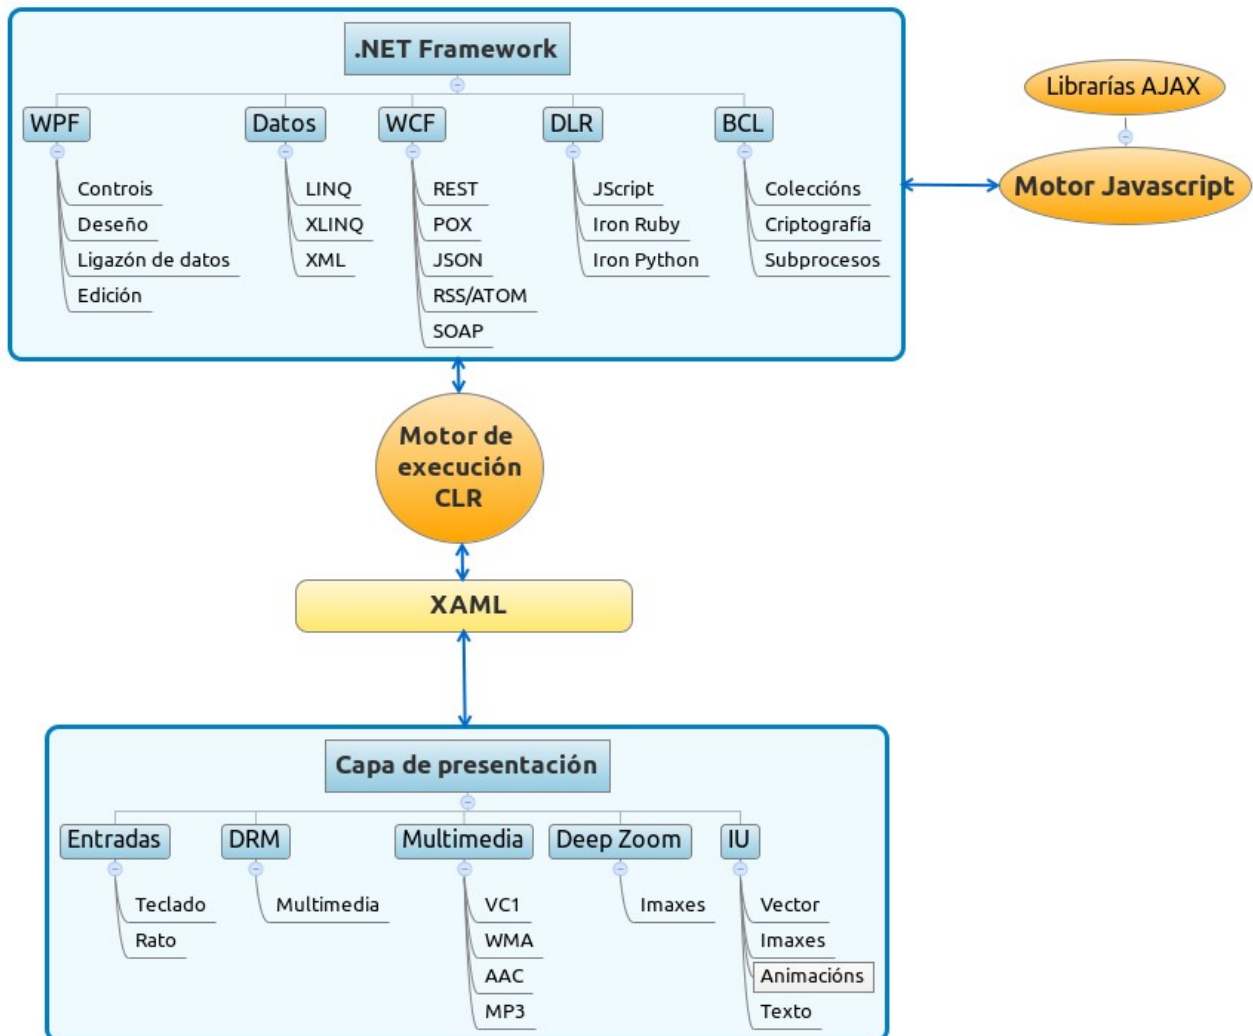 .NET Framework
Librarías AJAX
WPF
Datos
WCF
DLR
BCL
Motor Javascript
Controis
Deseño
Ligazón de datos
Edición
LINQ
XLINQ
XML
REST
POX
JSON
RSS/ATOM
SOAP
JScript
Iron Ruby
Iron Python
Coleccións
Criptografía
Subprocesos
Motor de
execución
CLR
XAML
Capa de presentación
Entradas
DRM
Multimedia
Deep Zoom
IU
Teclado
Rato
Multimedia
VC1
WMA
AAC
MP3
Imaxes
Vector
Imaxes
Animacións
Texto